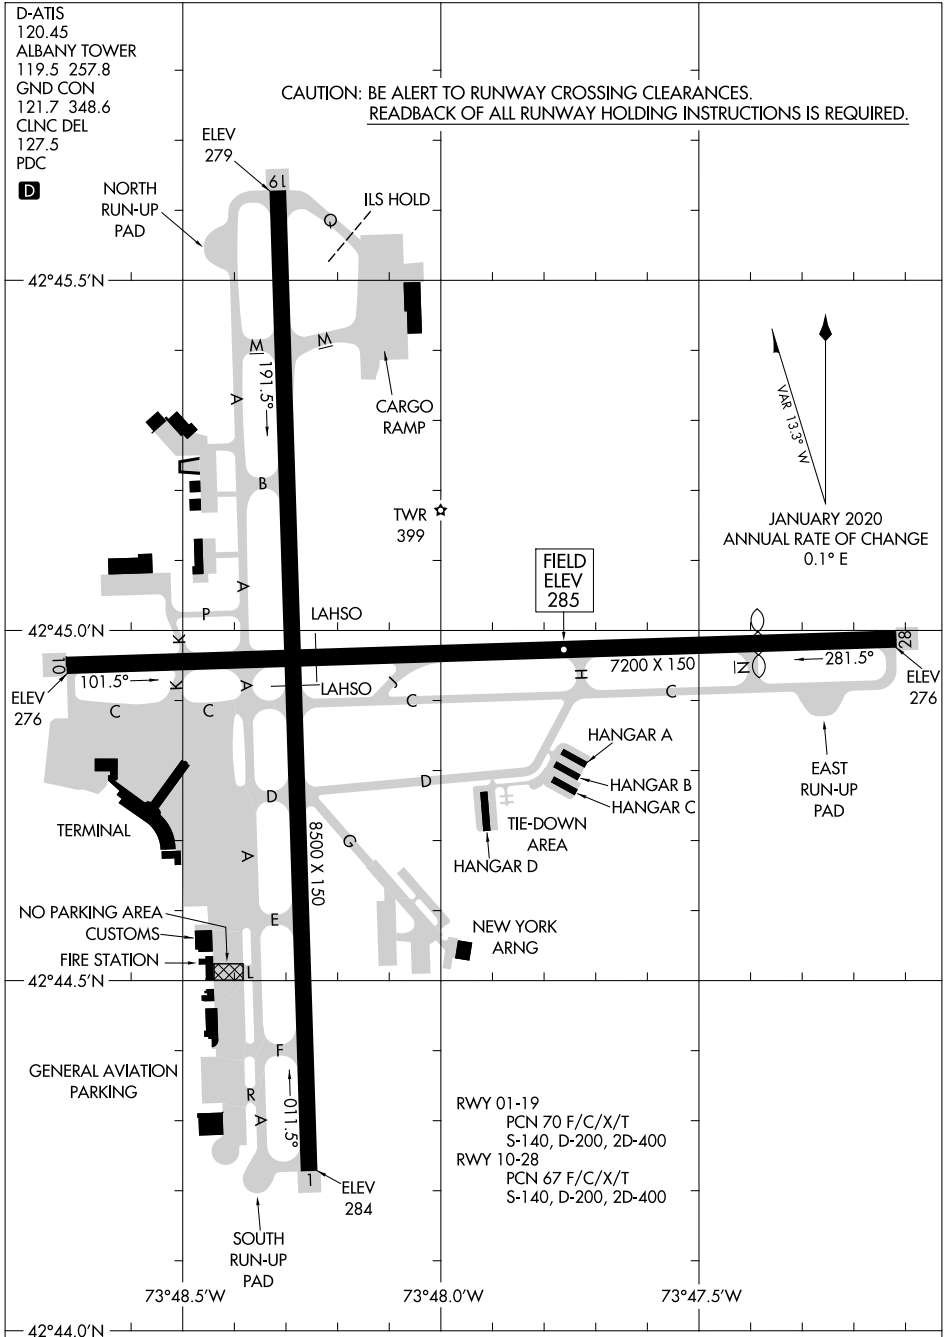 D-ATIS
120.45
ALBANY TOWER
119.5 257.8
GND CON
121.7 348.6
CLNC DEL
127.5
PDC
D
CAUTION: BE ALERT TO RUNWAY CROSSING CLEARANCES.
READBACK OF ALL RUNWAY HOLDING INSTRUCTIONS IS REQUIRED.
ELEV
279
19
NORTH
RUN-UP
PAD
ILS HOLD
Q
42°45.5'N
M
M
191.5°
A
CARGO
RAMP
VAR 13.3° W
JANUARY 2020
ANNUAL RATE OF CHANGE
0.1° E
B
TWR
399
FIELD
ELEV
285
A
P
LAHSO
42°45.0'N
K
10
28
7200 X 150
N
281.5°
101.5°
K
A
LAHSO
J
H
ELEV
276
C
C
C
C
ELEV
276
HANGAR A
HANGAR B
HANGAR C
EAST
RUN-UP
PAD
D
D
TIE-DOWN
AREA
HANGAR D
TERMINAL
A
8500 X 150
G
NO PARKING AREA
CUSTOMS
FIRE STATION
E
NEW YORK
ARNG
L
42°44.5'N
F
GENERAL AVIATION
PARKING
R
A
011.5°
RWY 01-19
PCN 70 F/C/X/T
S-140, D-200, 2D-400
RWY 10-28
PCN 67 F/C/X/T
S-140, D-200, 2D-400
1
ELEV
284
SOUTH
RUN-UP
PAD
73°48.5'W
73°48.0'W
73°47.5'W
42°44.0'N